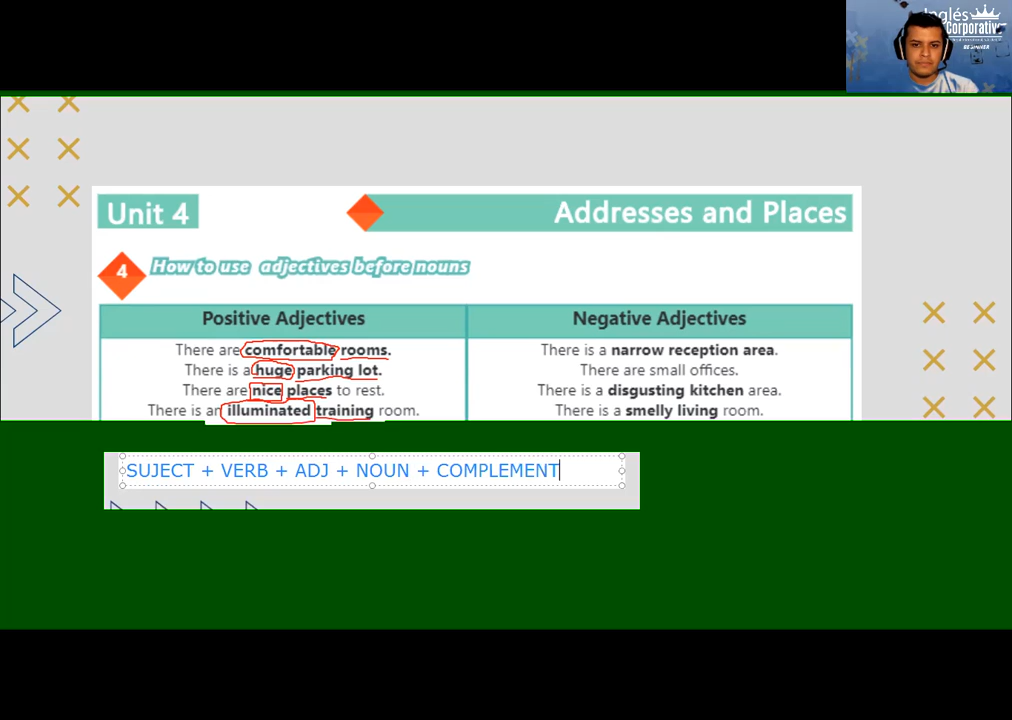 Inglés
Corporativo
BEGINNER
Unit 4
Addresses and Places
4
How to use adjectives before nouns
Positive Adjectives
Negative Adjectives
There are comfortable rooms.
There is a narrow reception area.
There is a huge parking lot.
There are small offices.
There are nice places to rest.
There is a disgusting kitchen area.
There is an illuminated training room.
There is a smelly living room.
SUJECT + VERB + ADJ + NOUN + COMPLEMENT